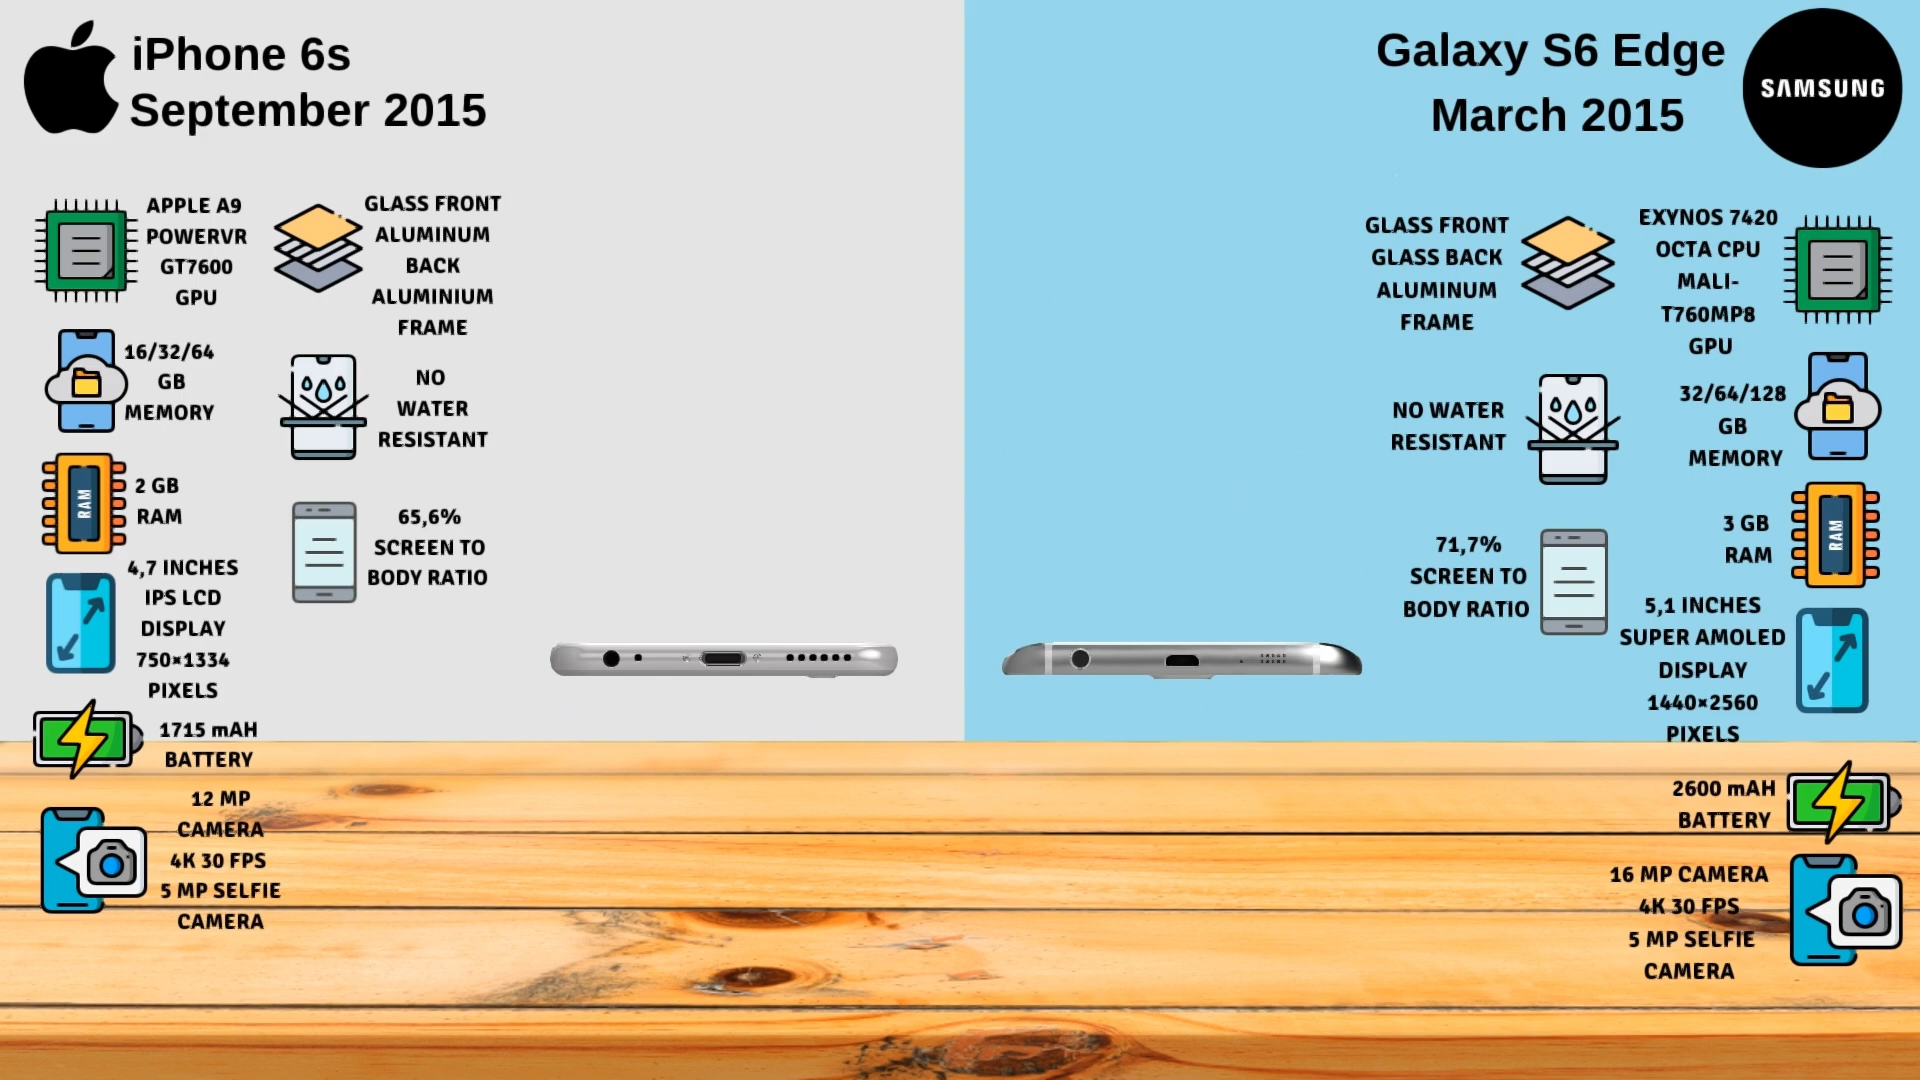 iPhone 6s
September 2015
APPLE A9
POWERVR
GT7600
GPU
16/32/64
GB
MEMORY
RAM
2 GB
RAM
4,7 INCHES
IPS LCD
DISPLAY
750×1334
PIXELS
1715 mAH
BATTERY
12 MP
CAMERA
4K 30 FPS
5 MP SELFIE
CAMERA
GLASS FRONT
ALUMINUM
BACK
ALUMINIUM
FRAME
NO
WATER
RESISTANT
65,6%
SCREEN TO
BODY RATIO
Galaxy S6 Edge
March 2015
SAMSUNG
GLASS FRONT
GLASS BACK
ALUMINUM
FRAME
NO WATER
RESISTANT
71,7%
SCREEN TO
BODY RATIO
EXYNOS 7420
OCTA CPU
MALI-
T760MP8
GPU
32/64/128
GB
MEMORY
3 GB
RAM
RAM
5,1 INCHES
SUPER AMOLED
DISPLAY
1440×2560
PIXELS
2600 mAH
BATTERY
16 MP CAMERA
4K 30 FPS
5 MP SELFIE
CAMERA